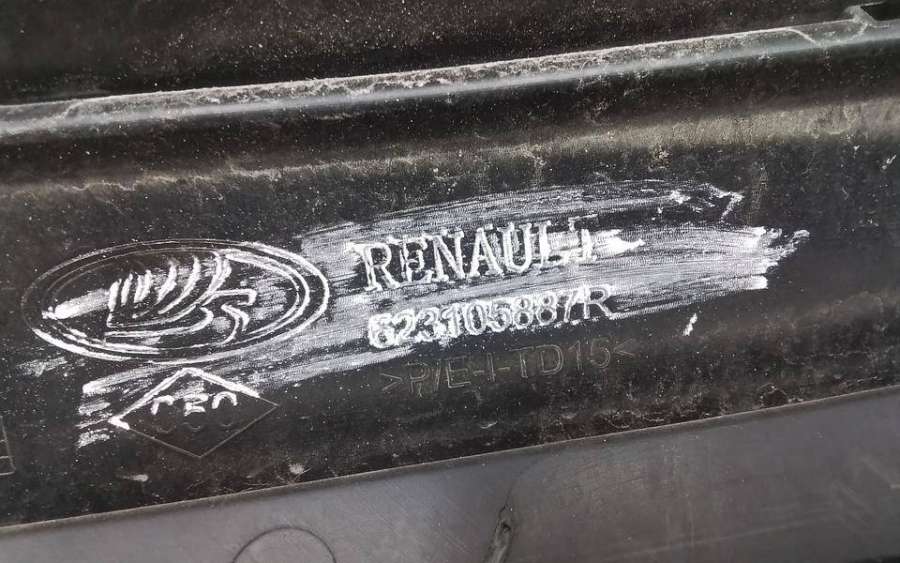 RENAULT
623105887R
>P/E-I-TD15<